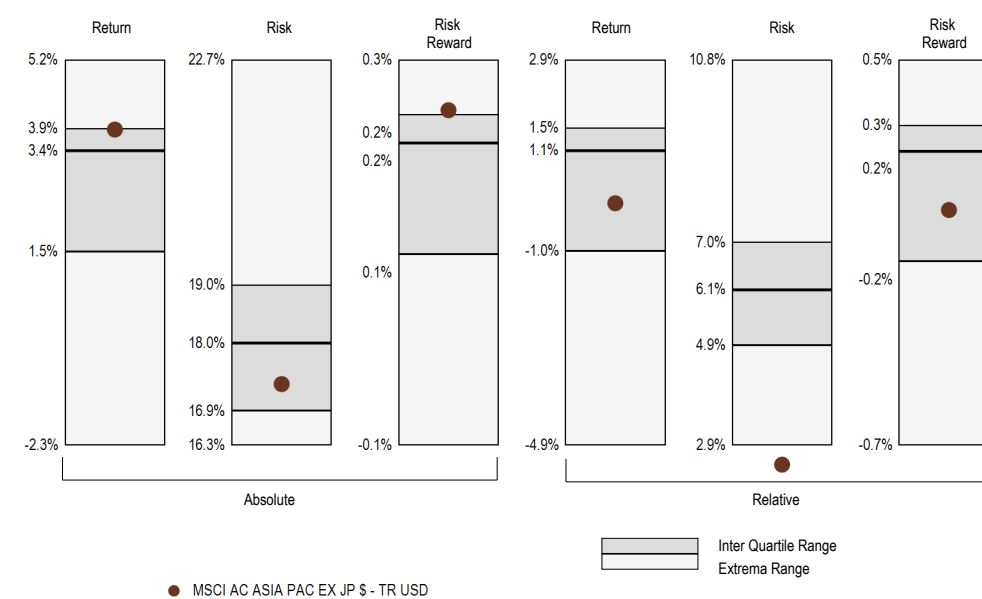 Return
Risk
Risk
Reward
Return
Risk
Risk
Reward
5.2%
22.7%
0.3%
2.9%
10.8%
0.5%
3.9%
3.4%
0.2%
0.2%
1.5%
1.1%
0.3%
0.2%
1.5%
19.0%
18.0%
16.9%
0.1%
-1.0%
7.0%
6.1%
4.9%
-0.2%
-2.3%
16.3%
-0.1%
-4.9%
2.9%
-0.7%
Absolute
Relative
Inter Quartile Range
Extrema Range
MSCI AC ASIA PAC EX JP $ - TR USD